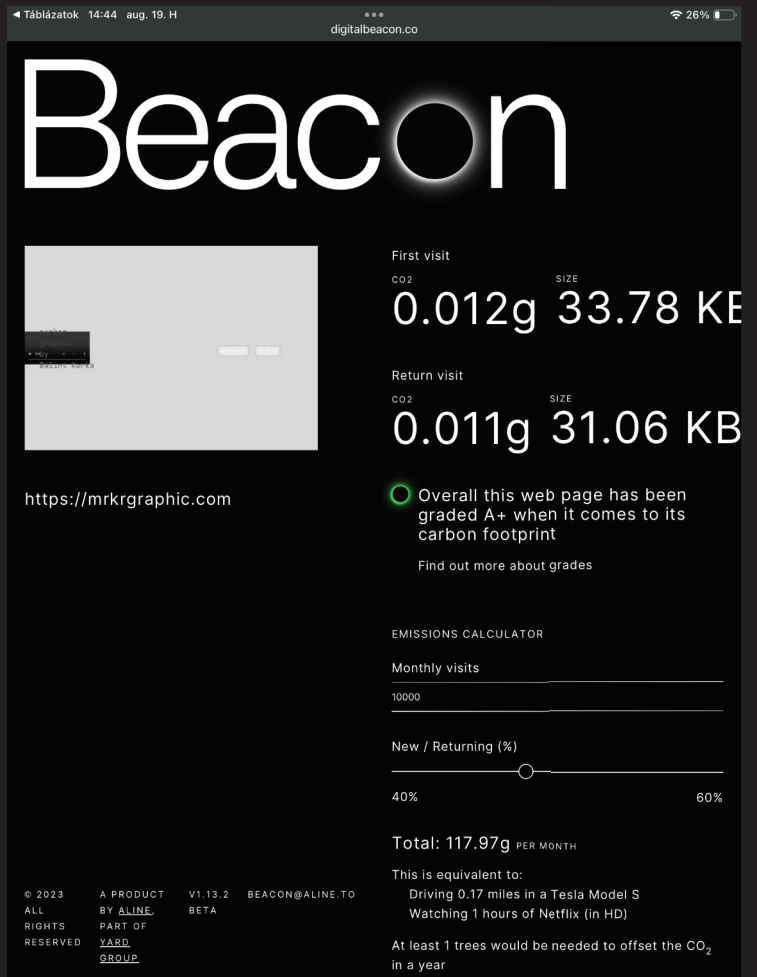 Táblázatok 14:44 aug. 19. H 26%
digitalbeacon.co
Beacon
graphic
by
Bálint Korka
https://mrkrgraphic.com
First visit
CO2 SIZE
0.012g 33.78 KB
Return visit
CO2 SIZE
0.011g 31.06 KB
Overall this web page has been
graded A+ when it comes to its
carbon footprint
Find out more about grades
EMISSIONS CALCULATOR
Monthly visits
10000
New / Returning (%)
40% 60%
Total: 117.97g PER MONTH
This is equivalent to:
Driving 0.17 miles in a Tesla Model S
Watching 1 hours of Netflix (in HD)
At least 1 trees would be needed to offset the CO2
in a year
© 2023
ALL
RIGHTS
RESERVED
A PRODUCT
BY ALINE,
PART OF
YARD
GROUP
V1.13.2
BETA
BEACON@ALINE.TO